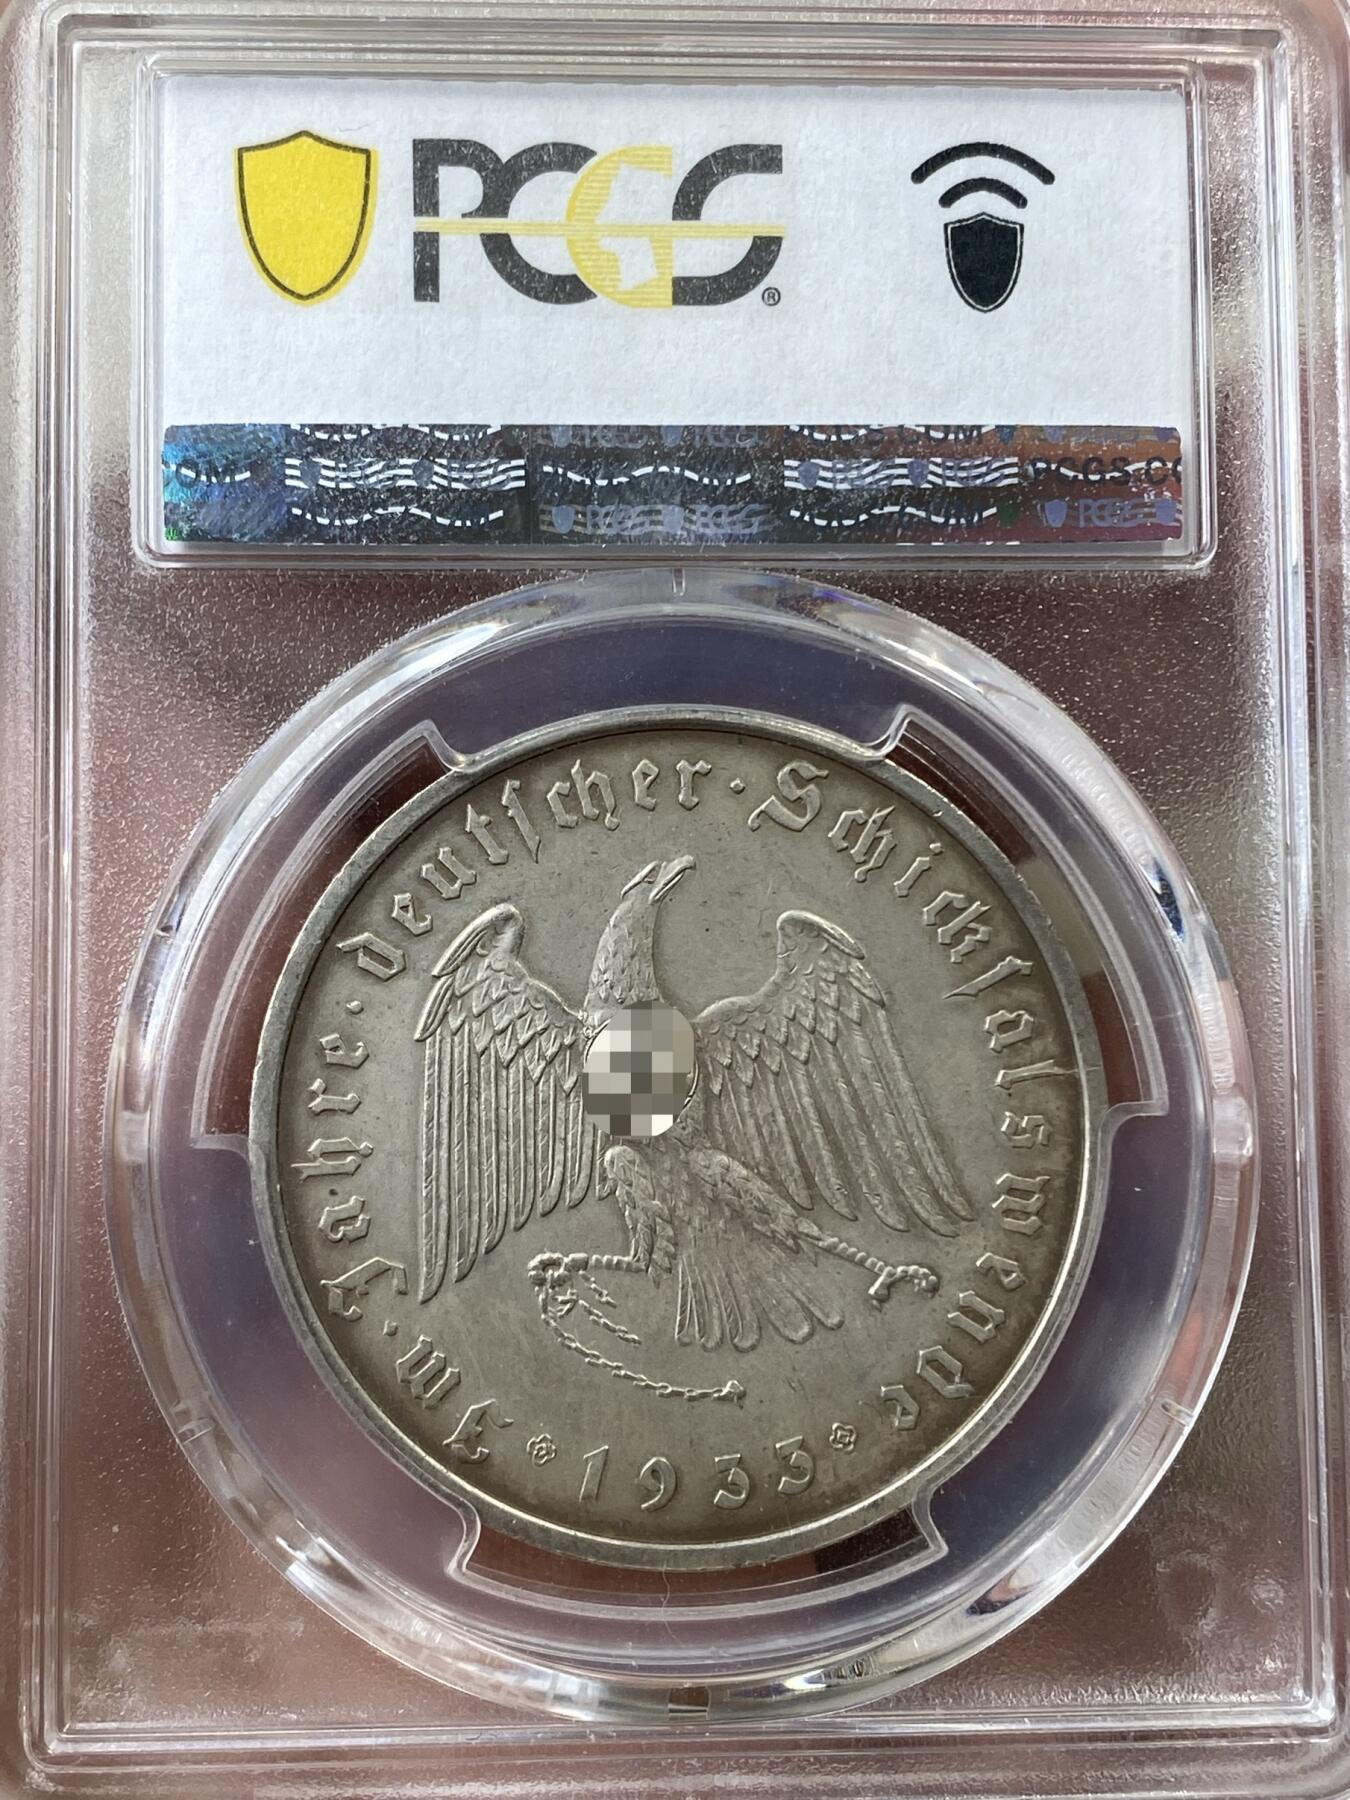 PCGS®
PCGS.COM
Im · Jahre · deutscher · Schicksalswende
1933